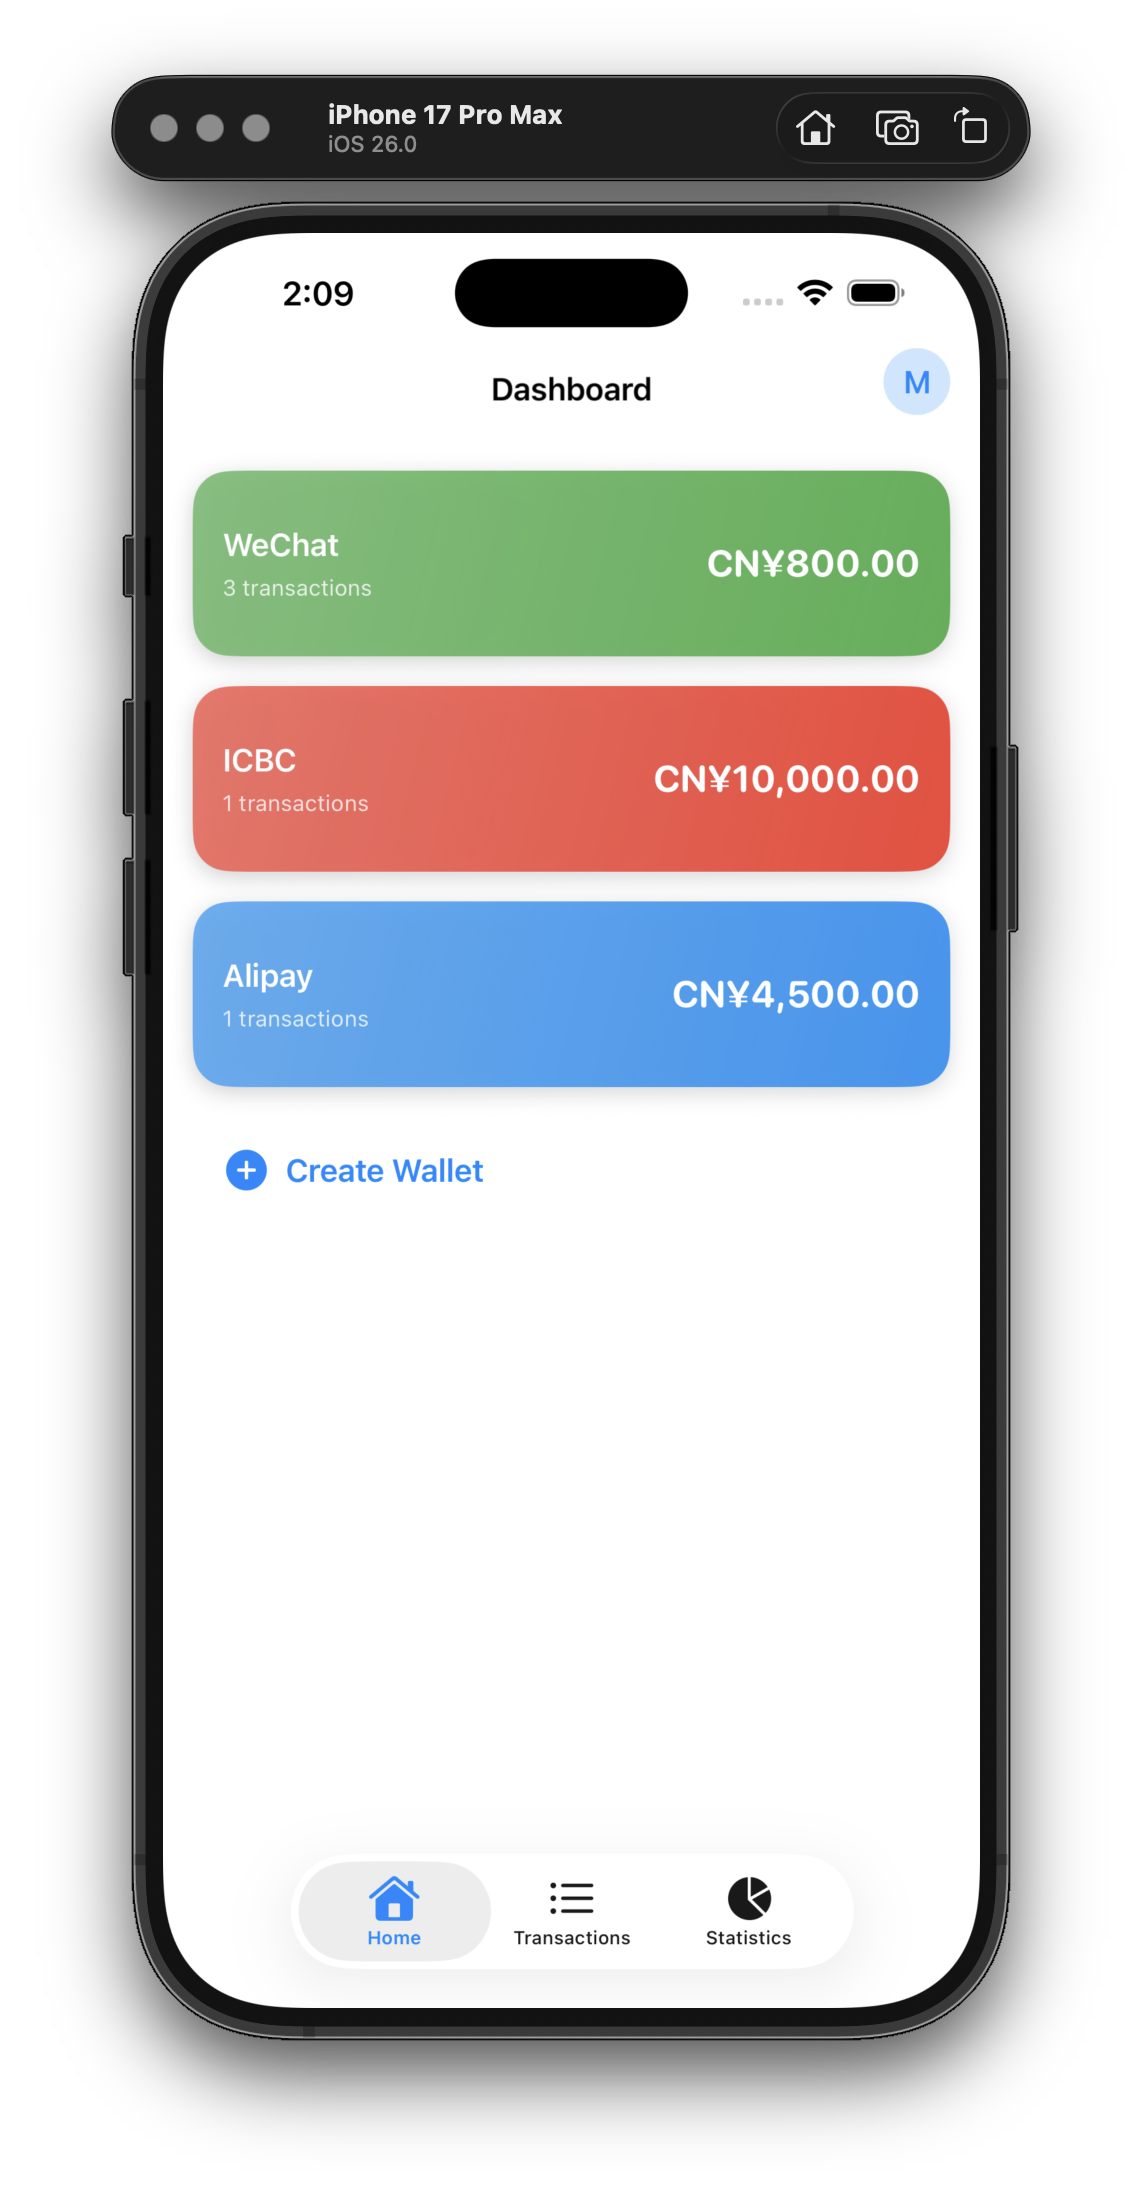 iPhone 17 Pro Max
iOS 26.0
2:09
Dashboard
M
WeChat
3 transactions
CN¥800.00
ICBC
1 transactions
CN¥10,000.00
Alipay
1 transactions
CN¥4,500.00
Create Wallet
Home
Transactions
Statistics